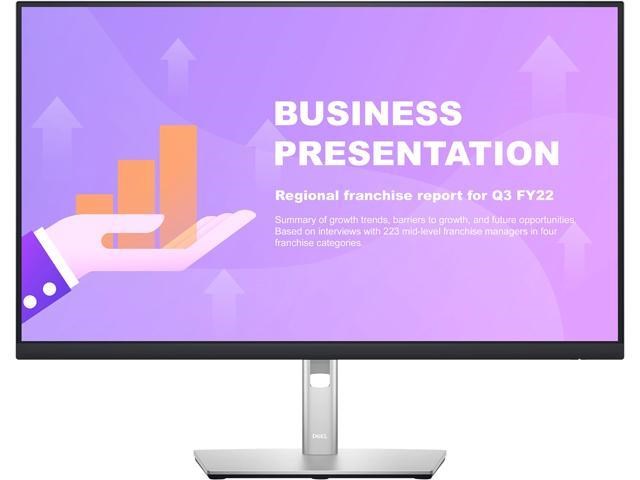 BUSINESS
PRESENTATION
Regional franchise report for Q3 FY22
Summary of growth trends, barriers to growth, and future opportunities.
Based on interviews with 223 mid-level franchise managers in four
franchise categories.
DELL